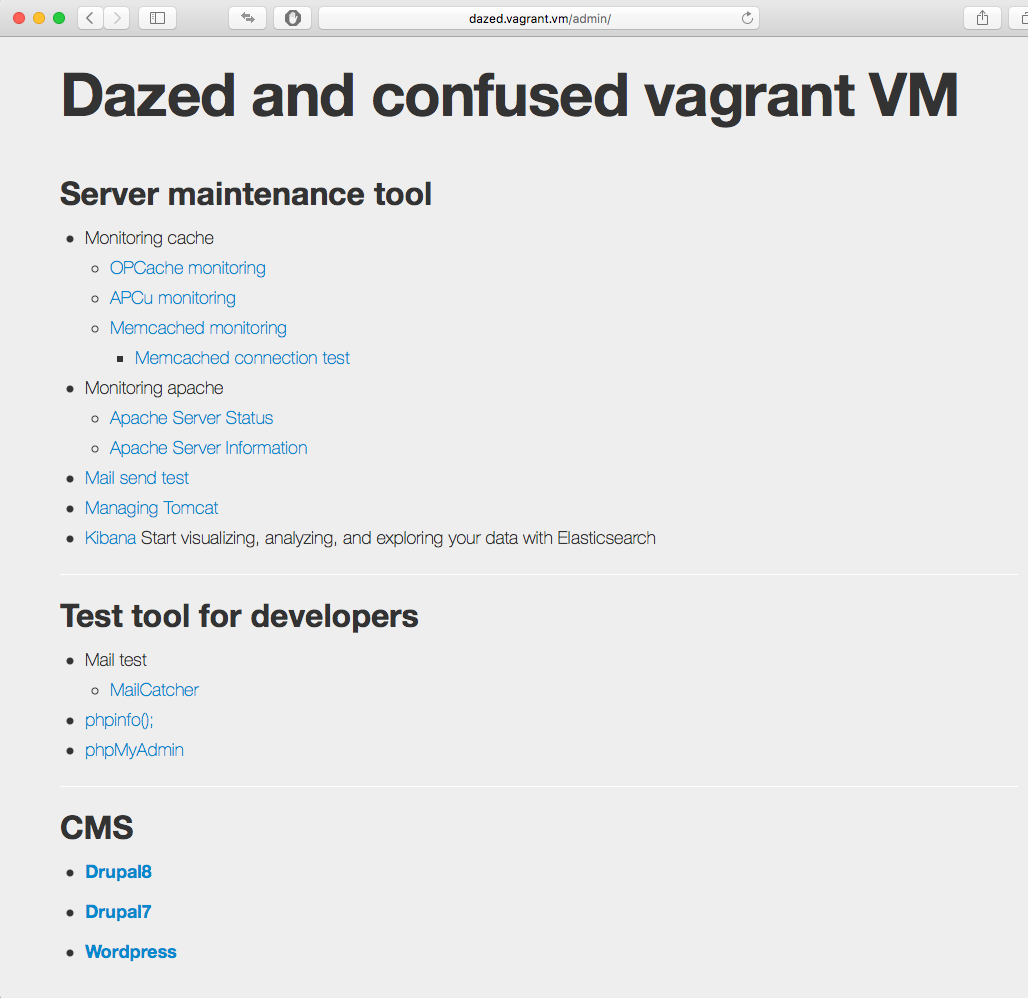 dazed.vagrant.vm/admin/
Dazed and confused vagrant VM
Server maintenance tool
Monitoring cache
OPCache monitoring
APCu monitoring
Memcached monitoring
Memcached connection test
Monitoring apache
Apache Server Status
Apache Server Information
Mail send test
Managing Tomcat
Kibana Start visualizing, analyzing, and exploring your data with Elasticsearch
Test tool for developers
Mail test
MailCatcher
phpinfo();
phpMyAdmin
CMS
Drupal8
Drupal7
Wordpress